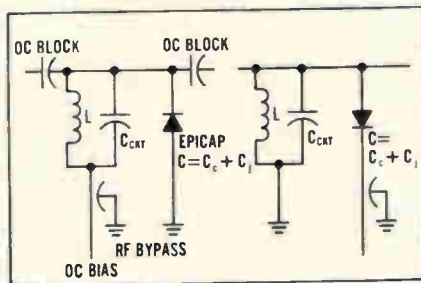 OC BLOCK
OC BLOCK
L
CCKT
EPICAP
C=Cc + Cj
L
CCKT
C=
Cc + Cj
RF BYPASS
OC BIAS